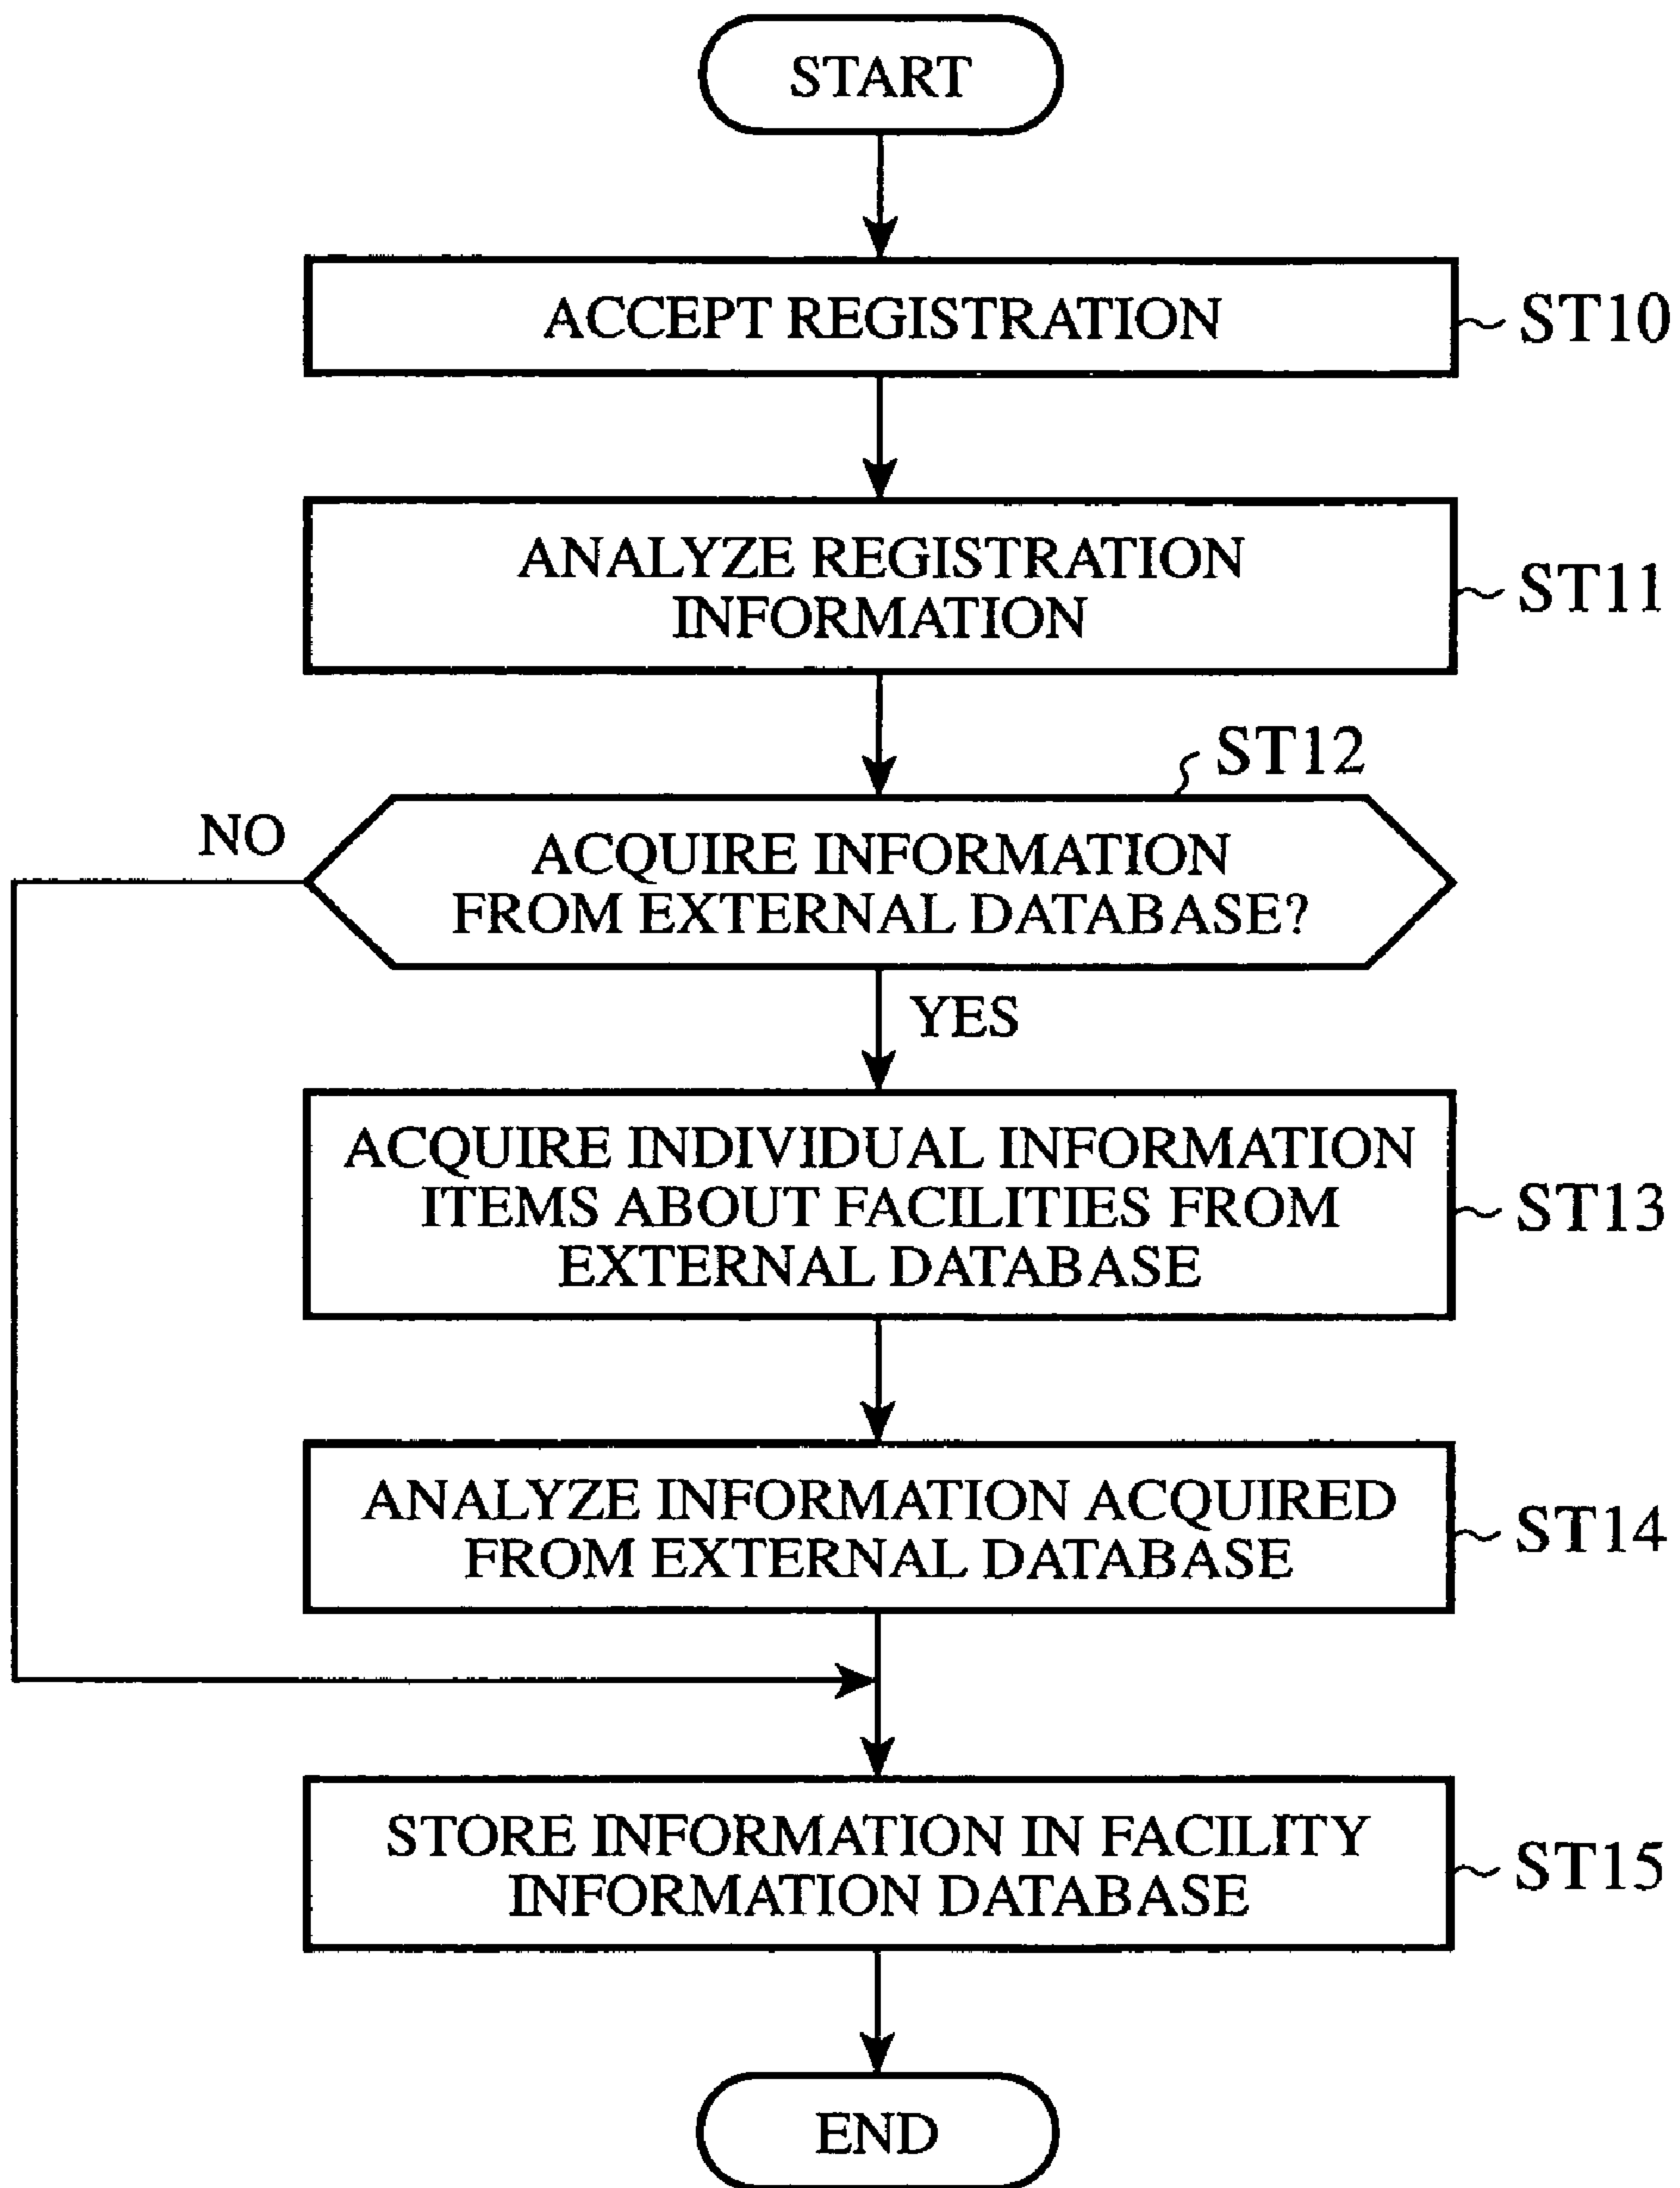 START
ACCEPT REGISTRATION
ST10
ANALYZE REGISTRATION
INFORMATION
ST11
ST12
NO
ACQUIRE INFORMATION
FROM EXTERNAL DATABASE?
YES
ACQUIRE INDIVIDUAL INFORMATION
ITEMS ABOUT FACILITIES FROM
EXTERNAL DATABASE
ST13
ANALYZE INFORMATION ACQUIRED
FROM EXTERNAL DATABASE
ST14
STORE INFORMATION IN FACILITY
INFORMATION DATABASE
ST15
END